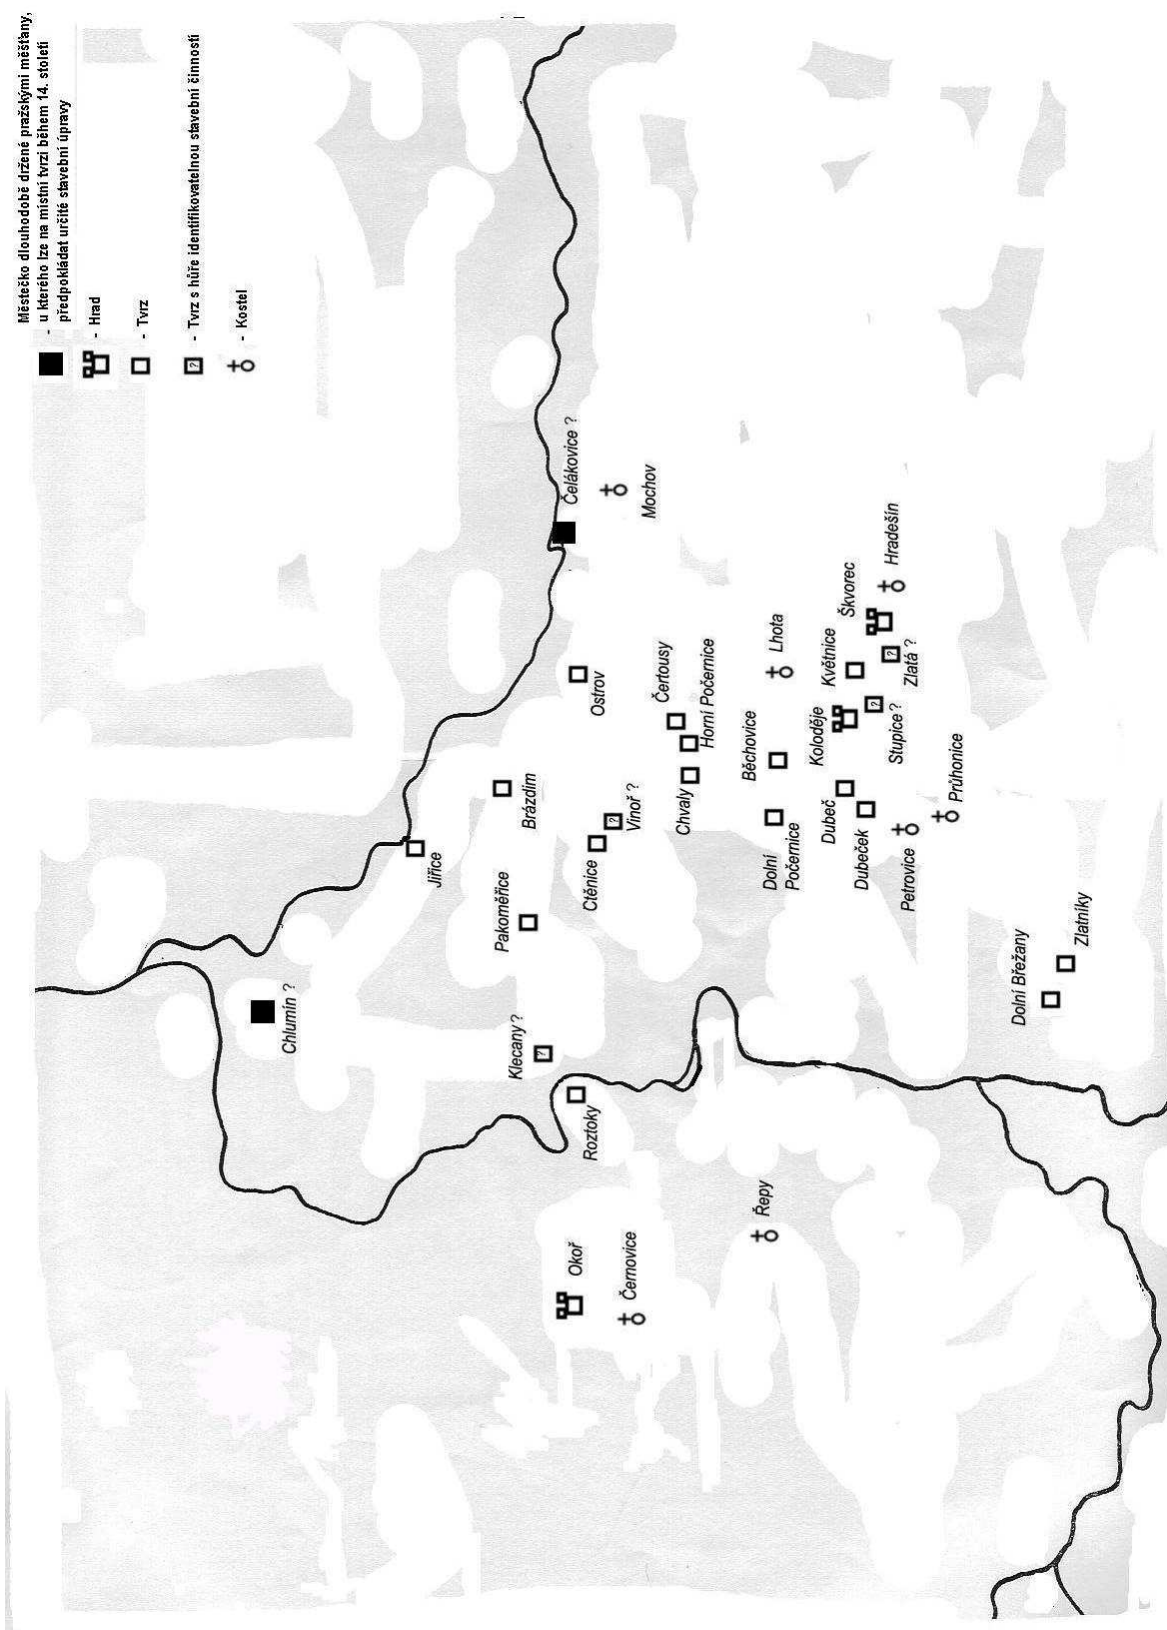 Městečko dlouhodobě držené pražskými měšťany,
- u kterého lze na místní tvrzi během 14. století
předpokládat určité stavební úpravy
- Hrad
- Tvrz
? - Tvrz s hůře identifikovatelnou stavební činností
- Kostel
Chlumín ?
Jiřice
Pakoměřice
Brázdim
Klecany ?
?
Roztoky
Okoř
Černovice
Ctěnice
Vinoř ?
?
Ostrov
Čelákovice ?
Mochov
Čertousy
Horní Počernice
Chvaly
Běchovice
Lhota
Dolní
Počernice
Řepy
Koloděje
Květnice
Škvorec
Hradešín
Dubeč
Dubeček
Stupice ?
?
Zlatá ?
?
Petrovice
Průhonice
Dolní Břežany
Zlatníky